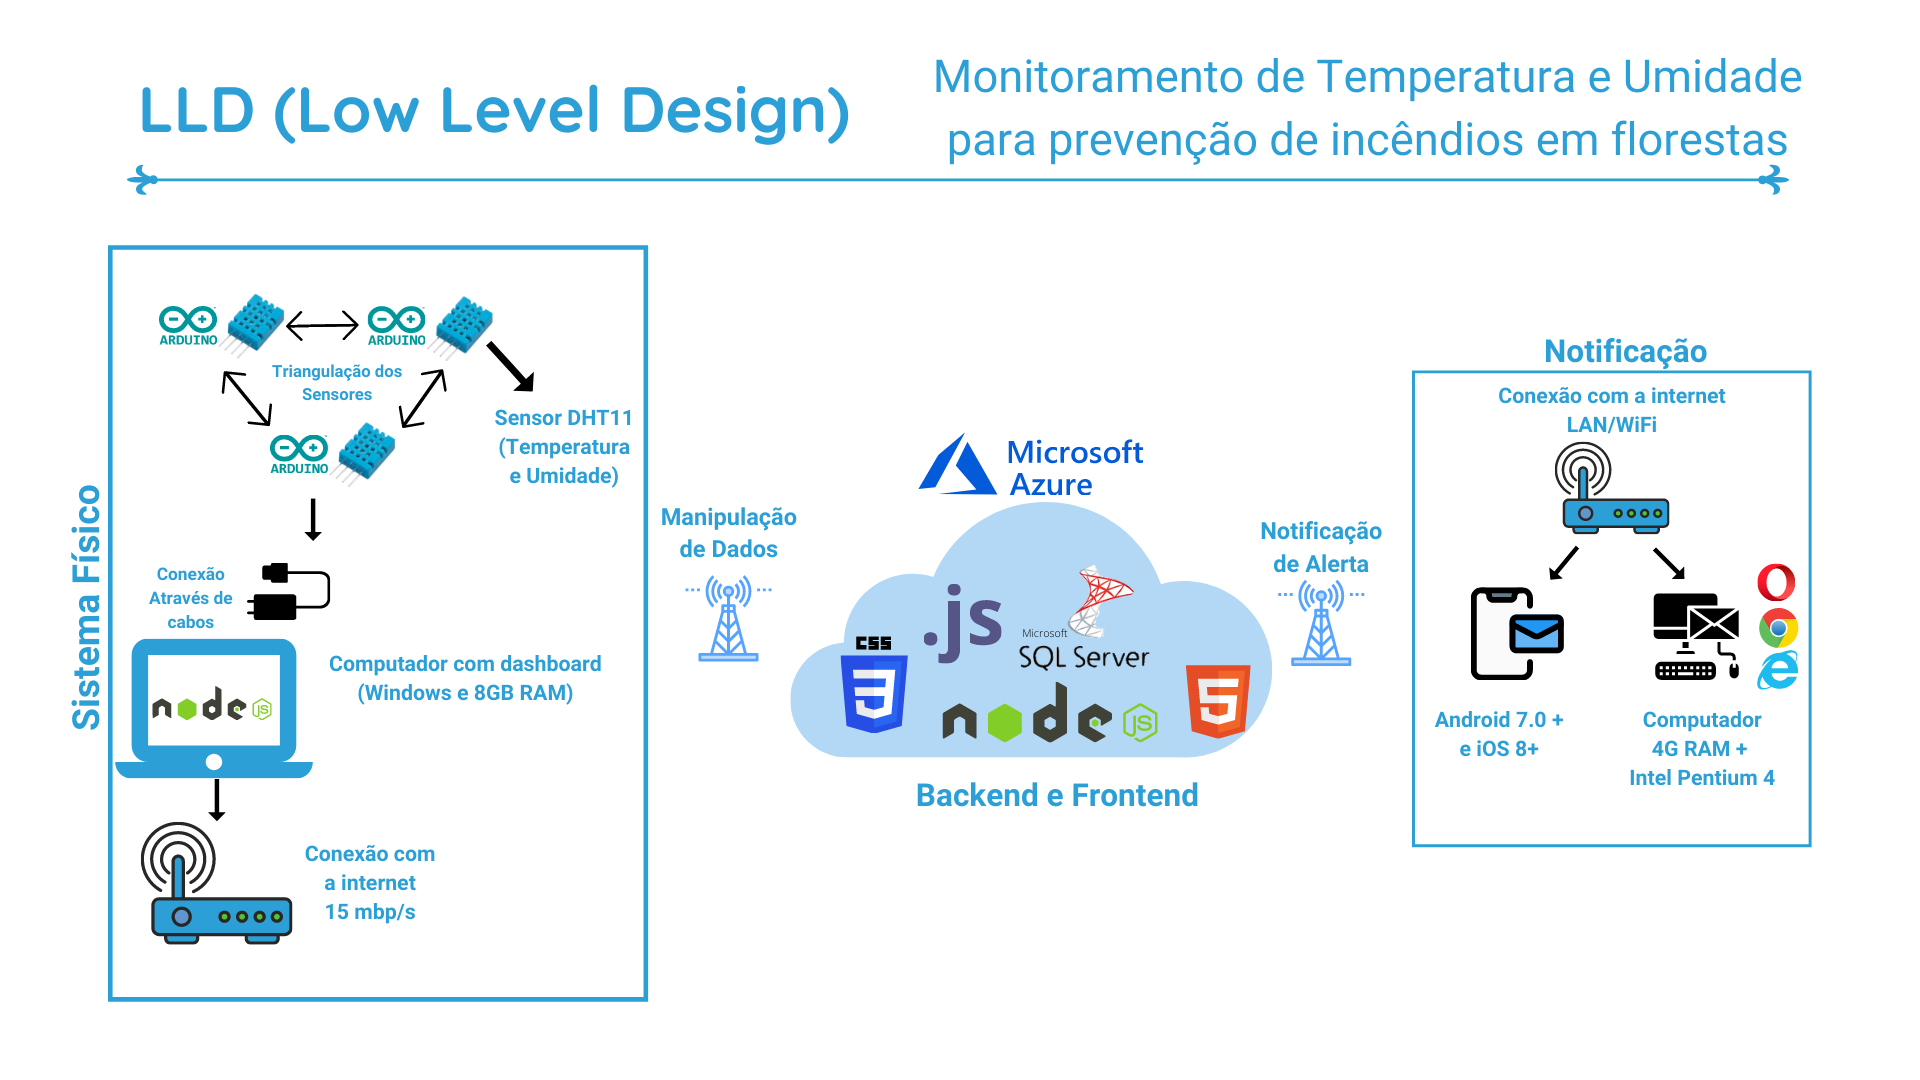 LLD (Low Level Design)
Monitoramento de Temperatura e Umidade
para prevenção de incêndios em florestas
Sistema Físico
ARDUINO
ARDUINO
Triangulação dos
Sensores
ARDUINO
Sensor DHT11
(Temperatura
e Umidade)
Conexão
Através de
cabos
node
JS
Computador com dashboard
(Windows e 8GB RAM)
Conexão com
a internet
15 mbp/s
Manipulação
de Dados
Microsoft
Azure
CSS
3
.js
Microsoft
SQL Server
node
JS
5
Backend e Frontend
Notificação
de Alerta
Notificação
Conexão com a internet
LAN/WiFi
Android 7.0 +
e iOS 8+
Computador
4G RAM +
Intel Pentium 4